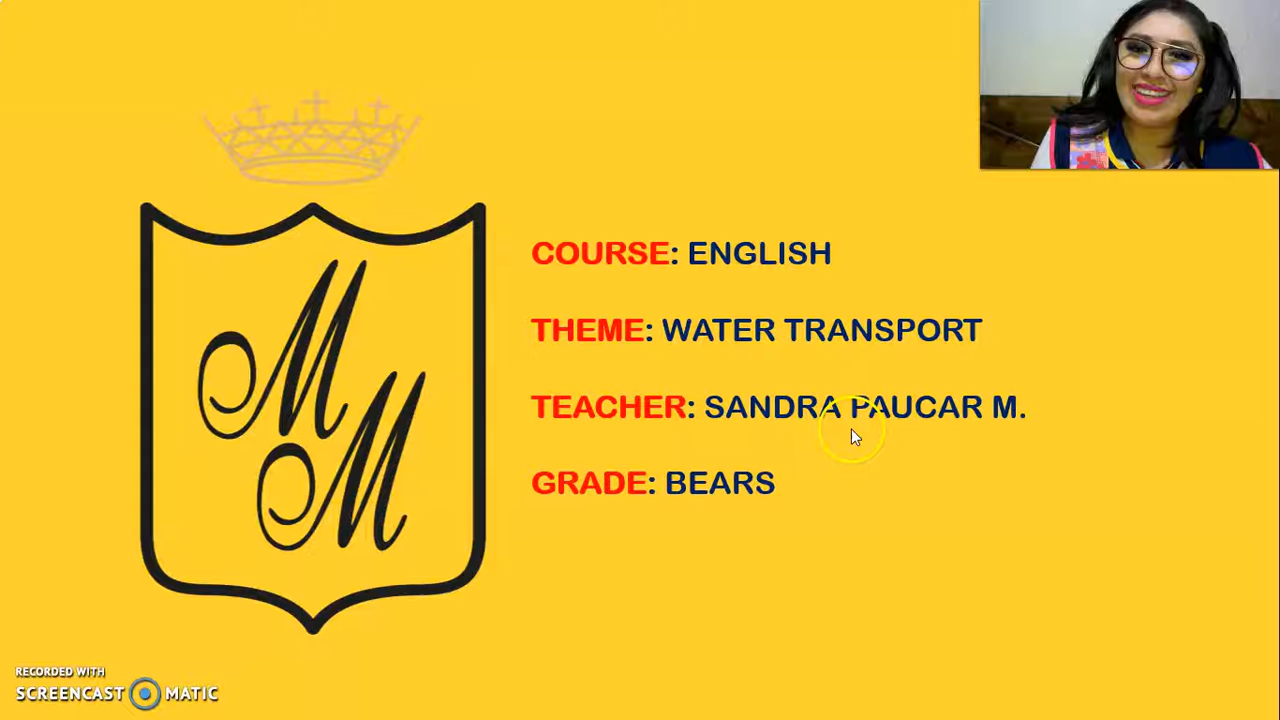 M
M
COURSE: ENGLISH
THEME: WATER TRANSPORT
TEACHER: SANDRA PAUCAR M.
GRADE: BEARS
RECORDED WITH
SCREENCAST MATIC